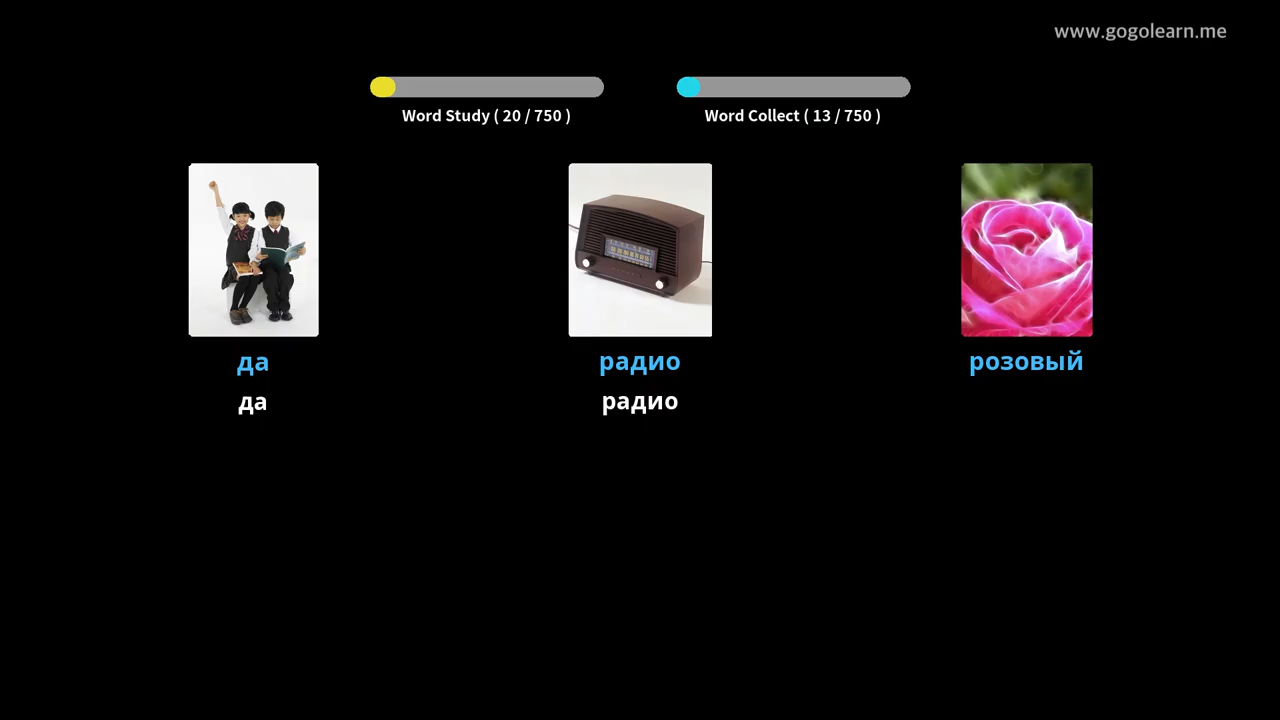 www.gogolearn.me
Word Study ( 20 / 750 )
Word Collect ( 13 / 750 )
да
радио
розовый
да
радио